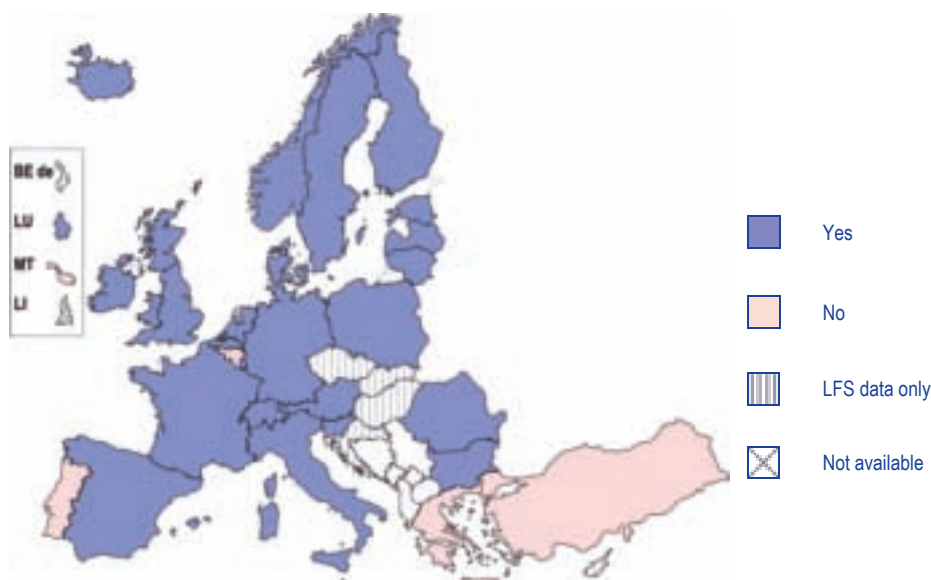 BE de
LU
MT
LI
Yes
No
LFS data only
Not available